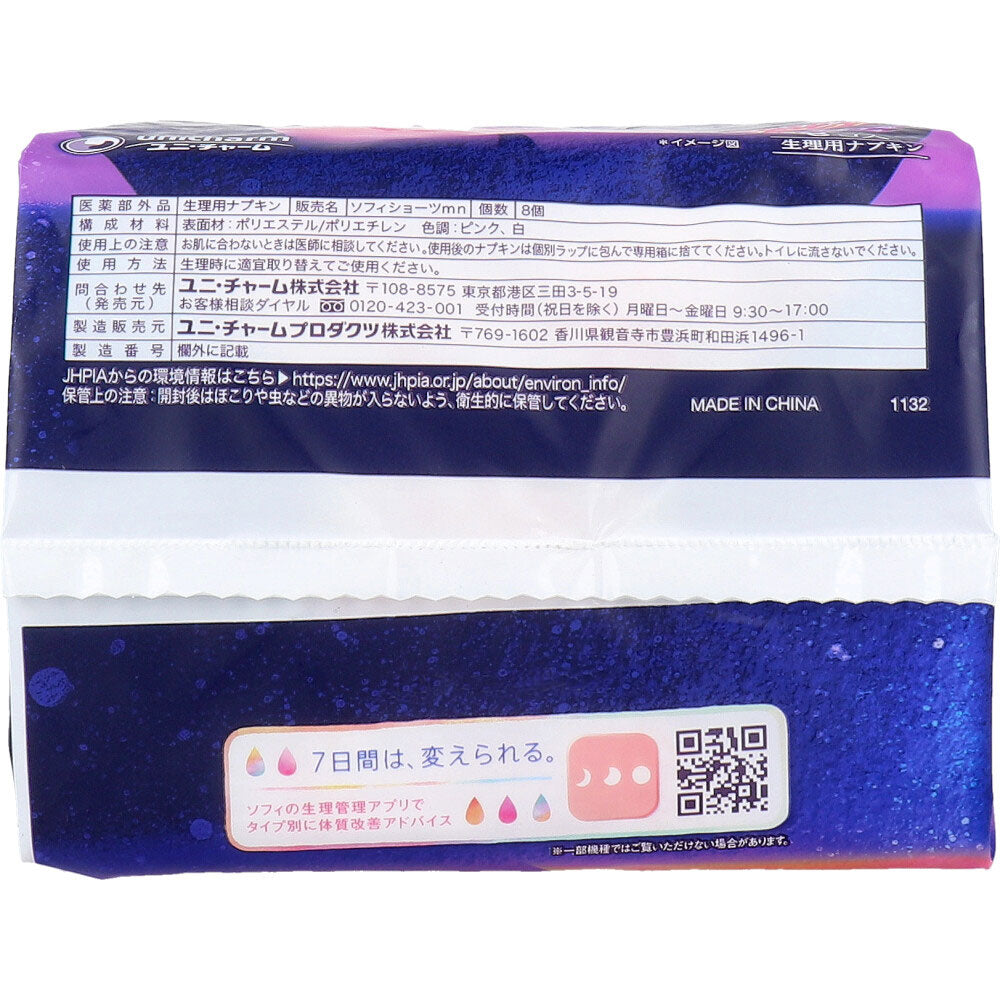 unicharm
ユニ・チャーム
*イメージ図
生理用ナプキン
医薬部外品 生理用ナプキン 販売名 ソフィショーツmn 個数 8個
構成材料 表面材:ポリエステル/ポリエチレン 色調:ピンク、白
使用上の注意 お肌に合わないときは医師に相談してください。使用後のナプキンは個別ラップに包んで専用箱に捨ててください。トイレに流さないでください。
使用方法 生理時に適宜取り替えてご使用ください。
問合わせ先(発売元) ユニ・チャーム株式会社 〒108-8575 東京都港区三田3-5-19
お客様相談ダイヤル 0120-423-001 受付時間(祝日を除く) 月曜日~金曜日 9:30~17:00
製造販売元 ユニ・チャームプロダクツ株式会社 〒769-1602 香川県観音寺市豊浜町和田浜1496-1
製造番号 欄外に記載
JHPIAからの環境情報はこちら▶https://www.jhpia.or.jp/about/environ_info/
保管上の注意:開封後はほこりや虫などの異物が入らないよう、衛生的に保管してください。 MADE IN CHINA 1132
7日間は、変えられる。
ソフィの生理管理アプリで
タイプ別に体質改善アドバイス
※一部機種ではご覧いただけない場合があります。